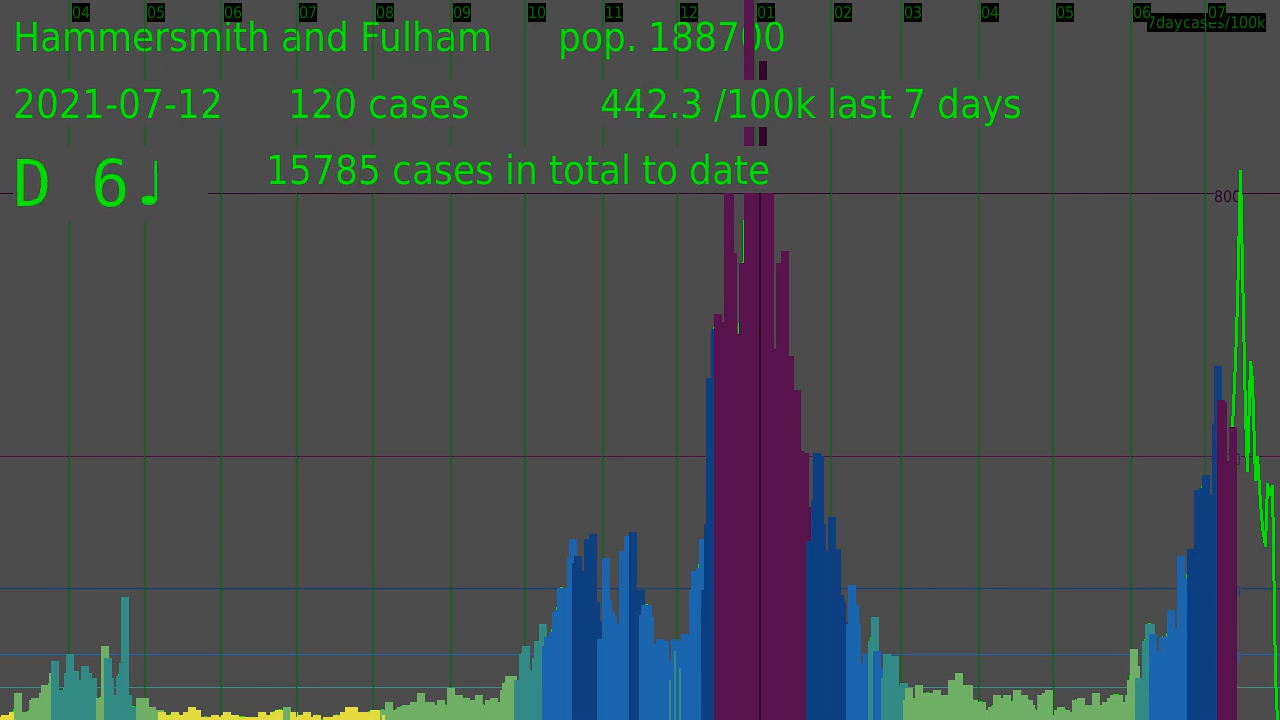 04 05 06 07 08 09 10 11 12 01 02 03 04 05 06 07
7daycases/100k
Hammersmith and Fulham pop. 188700
2021-07-12 120 cases 442.3 /100k last 7 days
D 6♩ 15785 cases in total to date
800